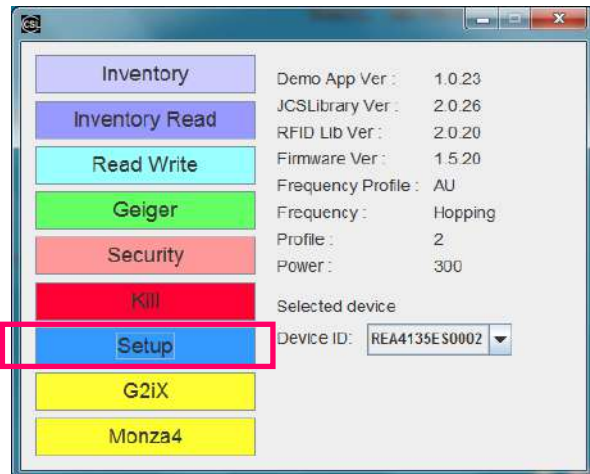 CSL
Inventory
Inventory Read
Read Write
Geiger
Security
Kill
Setup
G2iX
Monza4
Demo App Ver : 1.0.23
JCSLibrary Ver : 2.0.26
RFID Lib Ver : 2.0.20
Firmware Ver : 1.5.20
Frequency Profile : AU
Frequency : Hopping
Profile : 2
Power : 300
Selected device
Device ID: REA4135ES0002